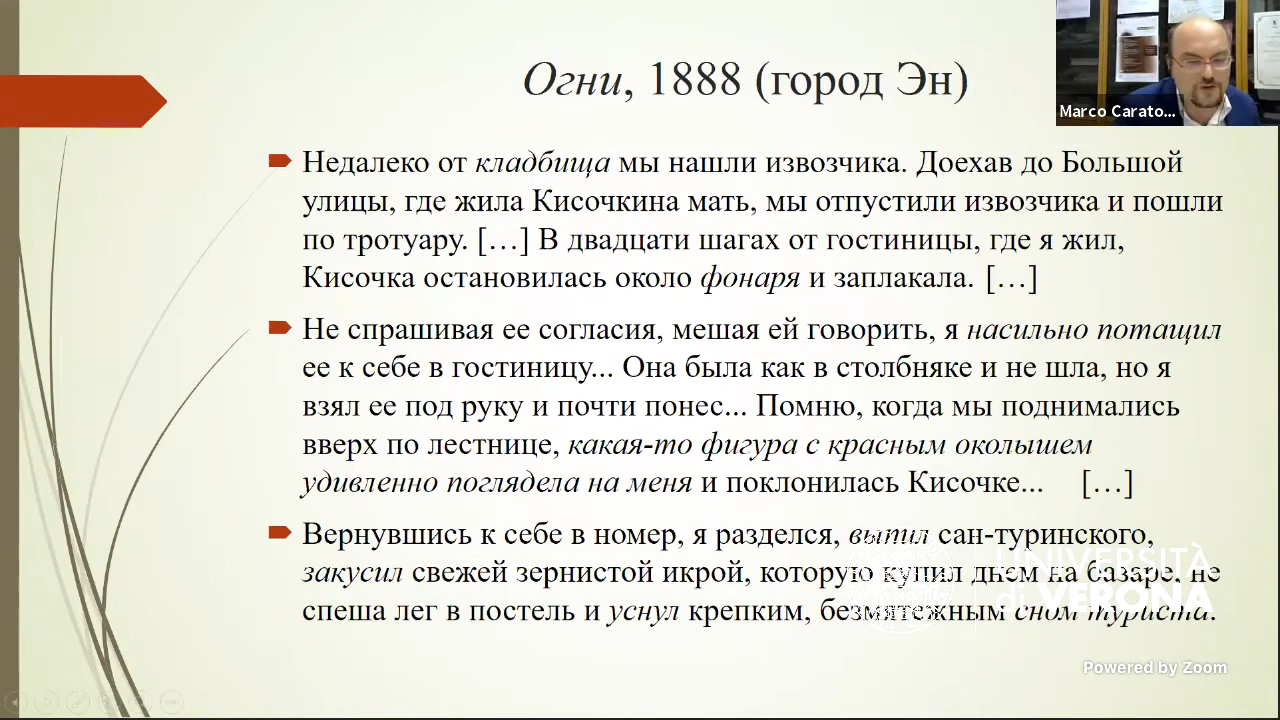 Огни, 1888 (город Эн)
Marco Carato...
Недалеко от кладбища мы нашли извозчика. Доехав до Большой
улицы, где жила Кисочкина мать, мы отпустили извозчика и пошли
по тротуару. […] В двадцати шагах от гостиницы, где я жил,
Кисочка остановилась около фонаря и заплакала. […]
Не спрашивая ее согласия, мешая ей говорить, я насильно потащил
ее к себе в гостиницу... Она была как в столбняке и не шла, но я
взял ее под руку и почти понес... Помню, когда мы поднимались
вверх по лестнице, какая-то фигура с красным околышем
удивленно поглядела на меня и поклонилась Кисочке... […]
Вернувшись к себе в номер, я разделся, выпил сан-туринского,
закусил свежей зернистой икрой, которую купил днем на базаре, не
спеша лег в постель и уснул крепким, безмятежным сном туриста.
UNIVERSITÀ
di VERONA
Powered by Zoom